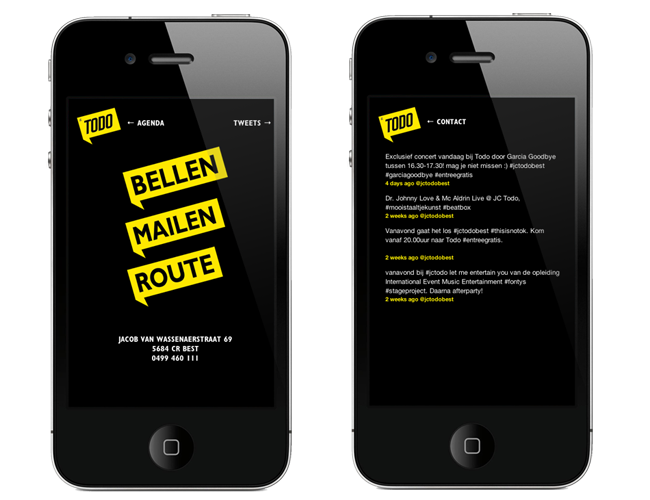 TODO
← AGENDA
TWEETS →
BELLEN
MAILEN
ROUTE
JACOB VAN WASSENAERSTRAAT 69
5684 CR BEST
0499 460 111
TODO
← CONTACT
Exclusief concert vandaag bij Todo door Garcia Goodbye
tussen 16.30-17.30! mag je niet missen :) #jctodobest
#garciagoodbye #entreegratis
4 days ago @jctodobest
Dr. Johnny Love & Mc Aldrin Live @ JC Todo,
#mooistaaltjekunst #beatbox
2 weeks ago @jctodobest
Vanavond gaat het los #jctodobest #thisisnotok. Kom
vanaf 20.00uur naar Todo #entreegratis.
2 weeks ago @jctodobest
vanavond bij #jctodo let me entertain you van de opleiding
International Event Music Entertainment #fontys
#stageproject. Daarna afterparty!
2 weeks ago @jctodobest